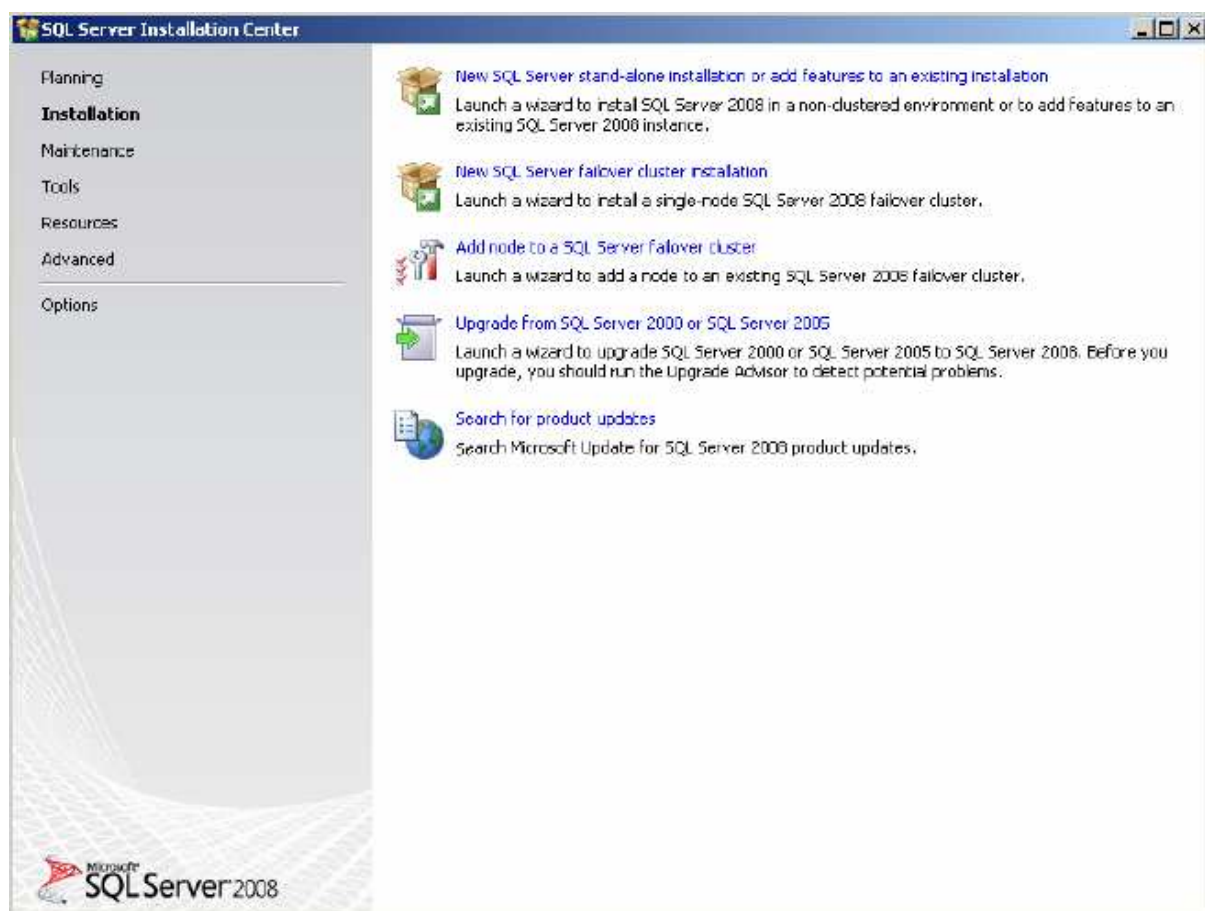 SQL Server Installation Center
Planning
Installation
Maintenance
Tools
Resources
Advanced
Options
New SQL Server stand-alone installation or add features to an existing installation
Launch a wizard to install SQL Server 2008 in a non-clustered environment or to add features to an
existing SQL Server 2008 instance.
New SQL Server failover cluster installation
Launch a wizard to install a single-node SQL Server 2008 failover cluster.
Add node to a SQL Server failover cluster
Launch a wizard to add a node to an existing SQL Server 2008 failover cluster.
Upgrade from SQL Server 2000 or SQL Server 2005
Launch a wizard to upgrade SQL Server 2000 or SQL Server 2005 to SQL Server 2008. Before you
upgrade, you should run the Upgrade Advisor to detect potential problems.
Search for product updates
Search Microsoft Update for SQL Server 2008 product updates.
Microsoft
SQL Server 2008